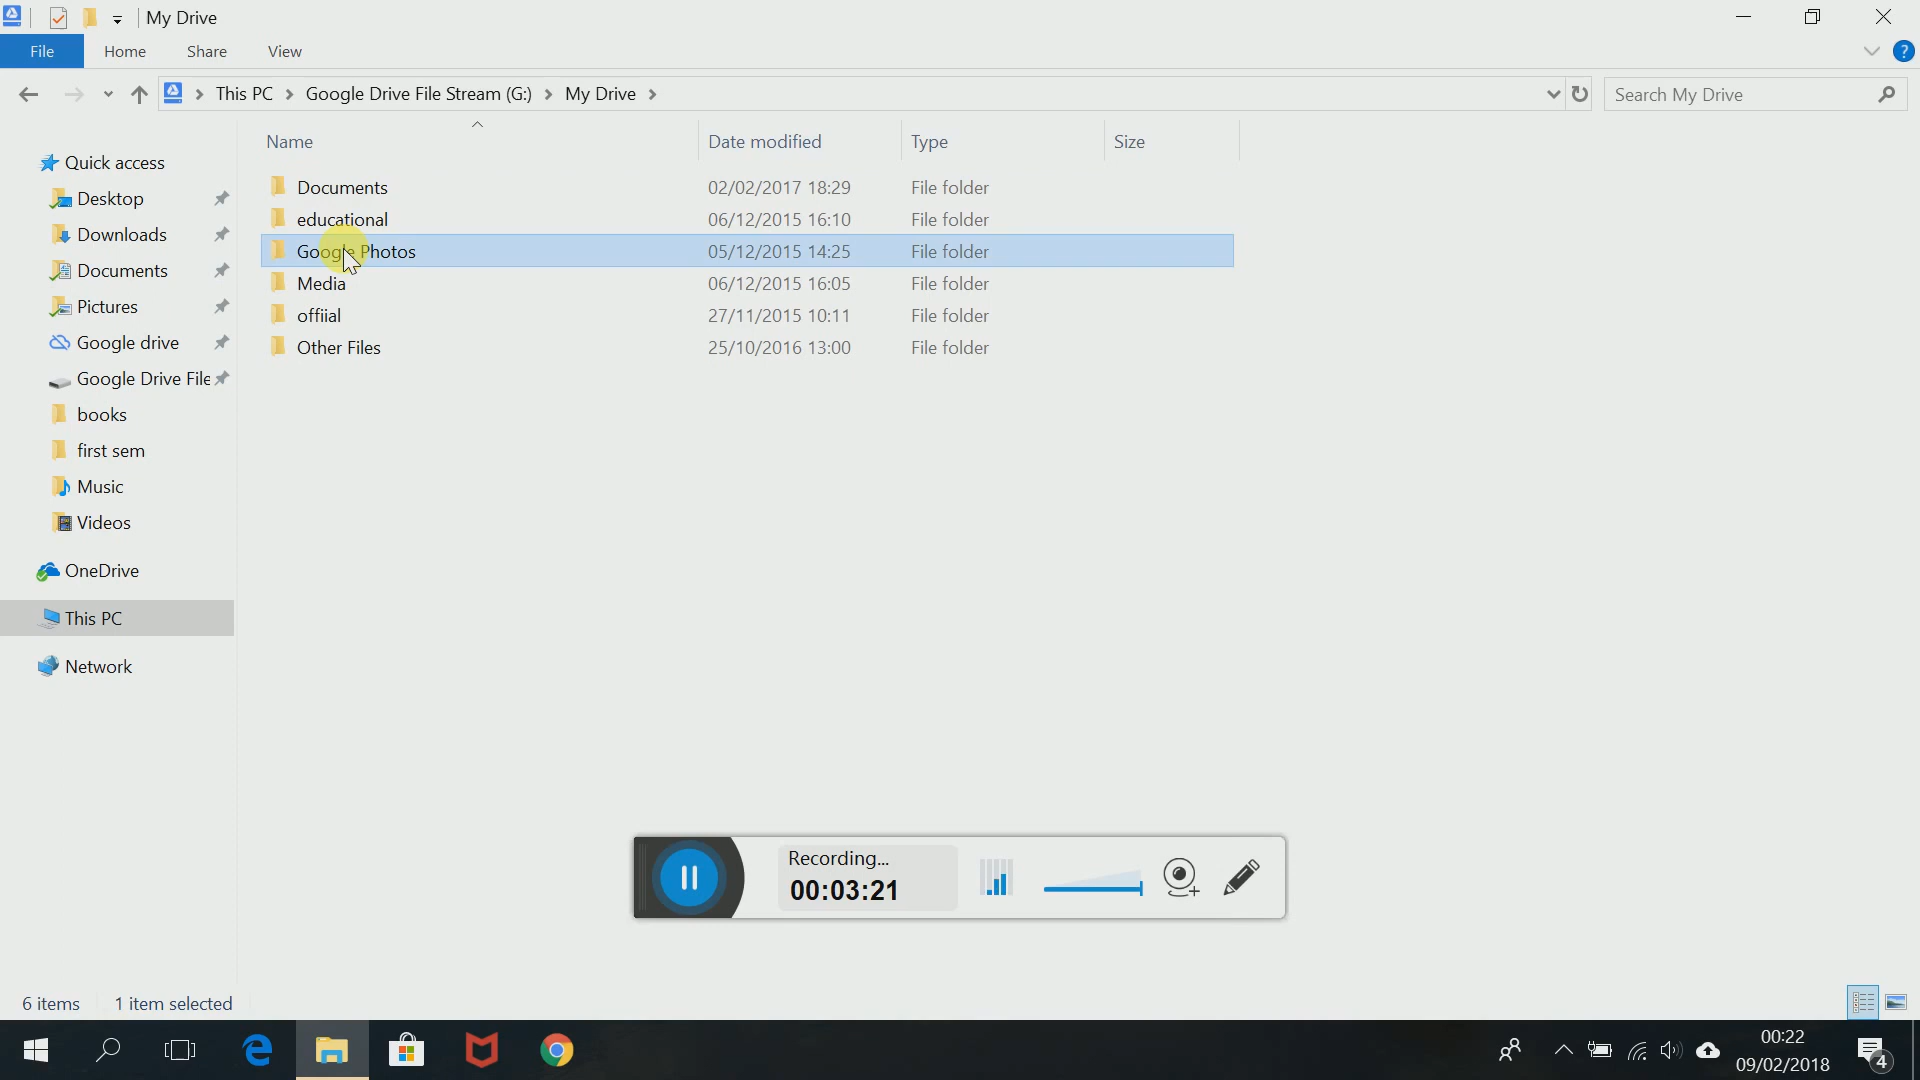 My Drive
File Home Share View
This PC Google Drive File Stream (G:) My Drive
Search My Drive
Name Date modified Type Size
Quick access
Desktop
Downloads
Documents
Pictures
Google drive
Google Drive File
books
first sem
Music
Videos
OneDrive
This PC
Network
Documents 02/02/2017 18:29 File folder
educational 06/12/2015 16:10 File folder
Google Photos 05/12/2015 14:25 File folder
Media 06/12/2015 16:05 File folder
offiial 27/11/2015 10:11 File folder
Other Files 25/10/2016 13:00 File folder
Recording...
00:03:21
6 items 1 item selected
00:22
09/02/2018
4